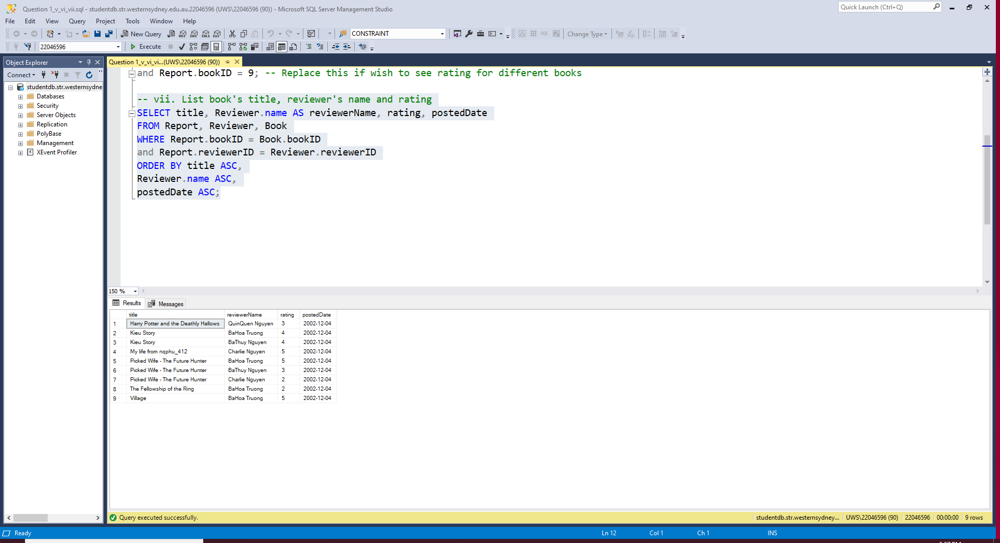 Question 1_v_vi_vii.sql - studentdb.str.westernsydney.edu.au.22046596 (UWS\22046596 (90)) - Microsoft SQL Server Management Studio
Quick Launch (Ctrl+Q)
File Edit View Query Project Tools Window Help
New Query MDX DMX XMLA DAX CONSTRAINT SQL Change Type SQL
22046596 Execute
Object Explorer
Question 1_v_vi_vi...(UWS\22046596 (90))
Connect
studentdb.str.westernsydne
Databases
Security
Server Objects
Replication
PolyBase
Management
XEvent Profiler
and Report.bookID = 9; -- Replace this if wish to see rating for different books
-- vii. List book's title, reviewer's name and rating
SELECT title, Reviewer.name AS reviewerName, rating, postedDate
FROM Report, Reviewer, Book
WHERE Report.bookID = Book.bookID
and Report.reviewerID = Reviewer.reviewerID
ORDER BY title ASC,
Reviewer.name ASC,
postedDate ASC;
150 %
Results Messages
title reviewerName rating postedDate
1 Harry Potter and the Deathly Hallows QuinQuen Nguyen 3 2002-12-04
2 Kieu Story BaHoa Truong 4 2002-12-04
3 Kieu Story BaThuy Nguyen 4 2002-12-04
4 My life from nqphu_412 Charlie Nguyen 5 2002-12-04
5 Picked Wife - The Future Hunter BaHoa Truong 5 2002-12-04
6 Picked Wife - The Future Hunter BaThuy Nguyen 3 2002-12-04
7 Picked Wife - The Future Hunter Charlie Nguyen 2 2002-12-04
8 The Fellowship of the Ring BaHoa Truong 2 2002-12-04
9 Village BaHoa Truong 5 2002-12-04
Query executed successfully.
studentdb.str.westernsydney... UWS\22046596 (90) 22046596 00:00:00 9 rows
Ready Ln 12 Col 1 Ch 1 INS